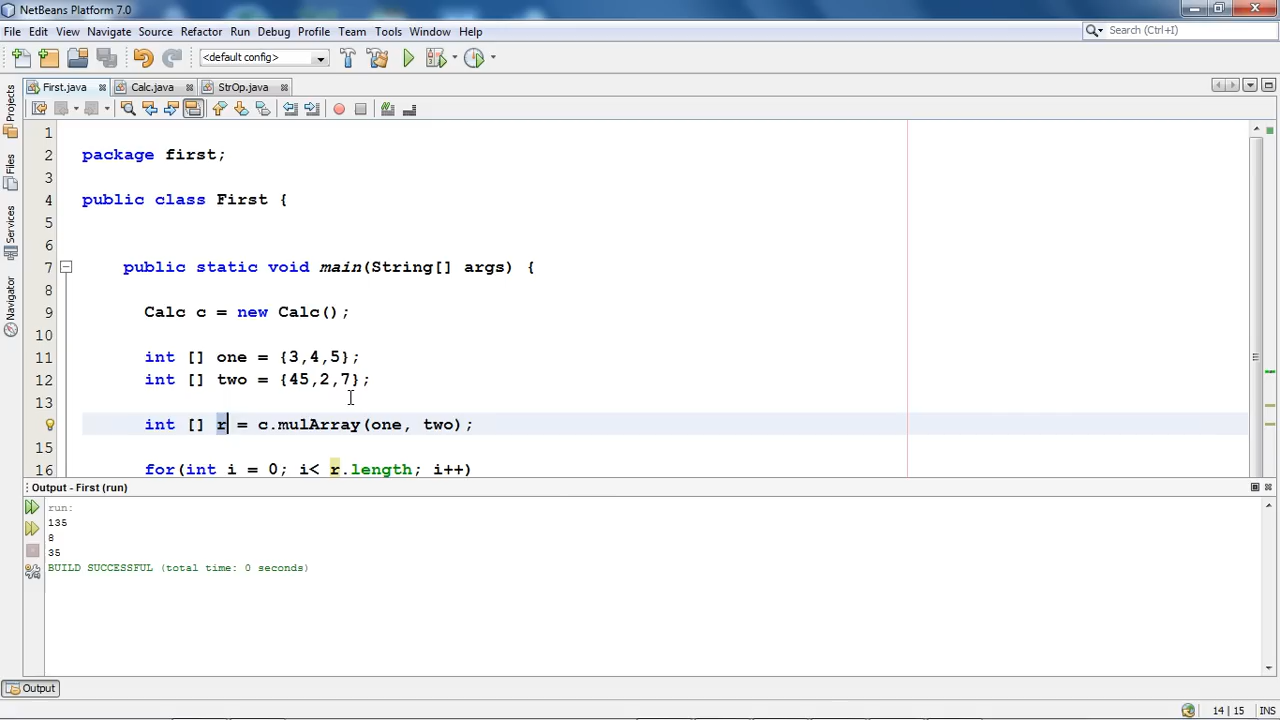 NetBeans Platform 7.0
File Edit View Navigate Source Refactor Run Debug Profile Team Tools Window Help
Search (Ctrl+I)
<default config>
First.java Calc.java StrOp.java
Projects
Files
Services
Navigator
1
2 package first;
3
4 public class First {
5
6
7 public static void main(String[] args) {
8
9 Calc c = new Calc();
10
11 int [] one = {3,4,5};
12 int [] two = {45,2,7};
13
int [] r = c.mulArray(one, two);
15
16 for(int i = 0; i< r.length; i++)
Output - First (run)
run:
135
8
35
BUILD SUCCESSFUL (total time: 0 seconds)
Output
14 | 15 INS